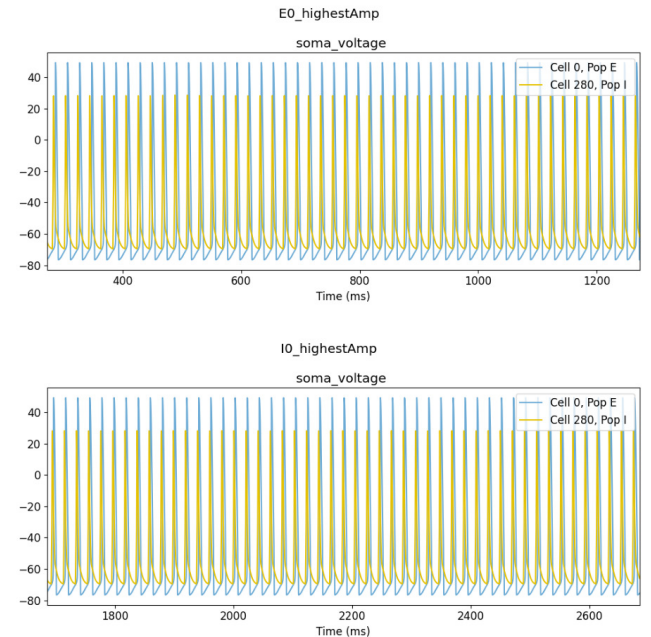 E0_highestAmp
soma_voltage
Cell 0, Pop E
Cell 280, Pop I
40
20
0
−20
−40
−60
−80
400
600
800
1000
1200
Time (ms)
I0_highestAmp
soma_voltage
Cell 0, Pop E
Cell 280, Pop I
40
20
0
−20
−40
−60
−80
1800
2000
2200
2400
2600
Time (ms)